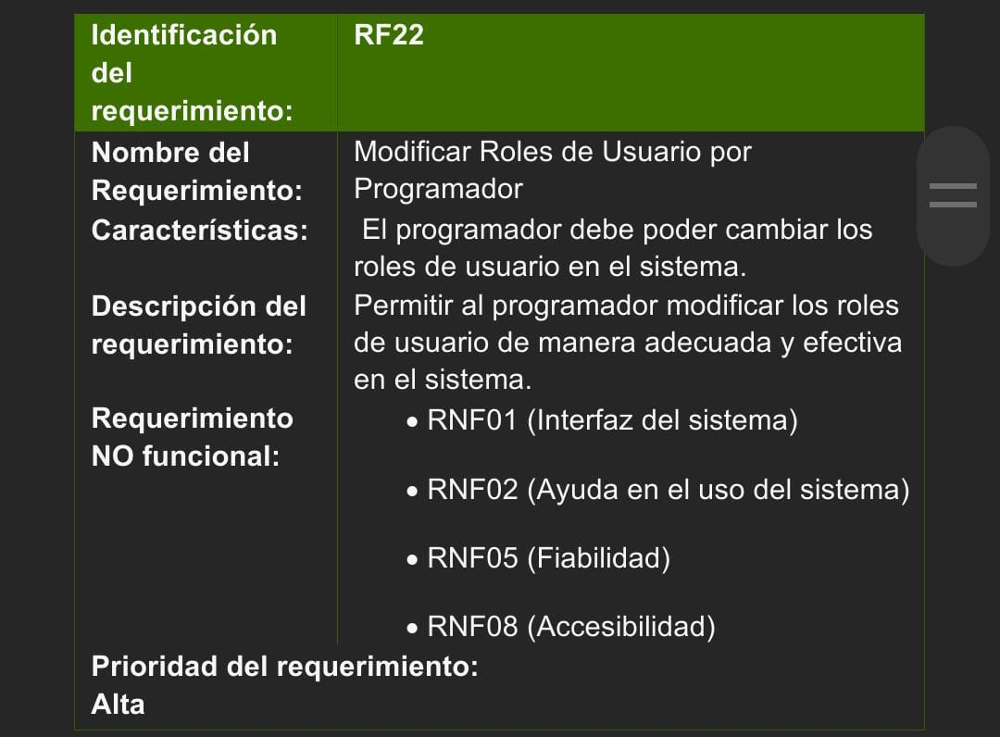 Identificación
del
requerimiento:
RF22
Nombre del
Requerimiento:
Modificar Roles de Usuario por
Programador
Características:
El programador debe poder cambiar los
roles de usuario en el sistema.
Descripción del
requerimiento:
Permitir al programador modificar los roles
de usuario de manera adecuada y efectiva
en el sistema.
Requerimiento
NO funcional:
• RNF01 (Interfaz del sistema)
• RNF02 (Ayuda en el uso del sistema)
• RNF05 (Fiabilidad)
• RNF08 (Accesibilidad)
Prioridad del requerimiento:
Alta